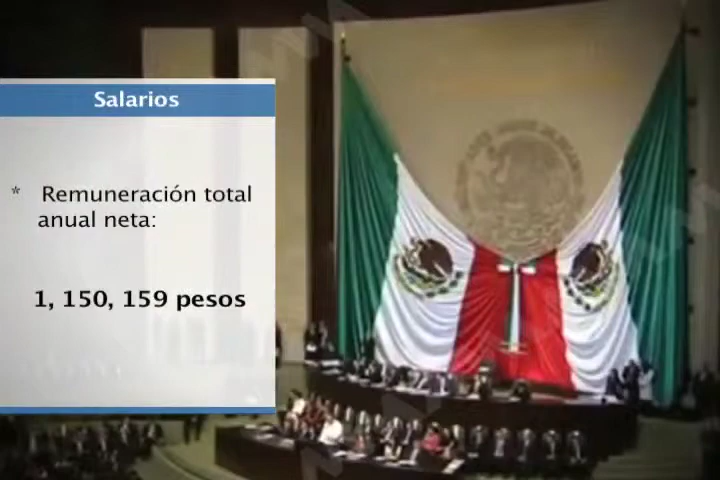 Salarios
* Remuneración total
anual neta:
1, 150, 159 pesos